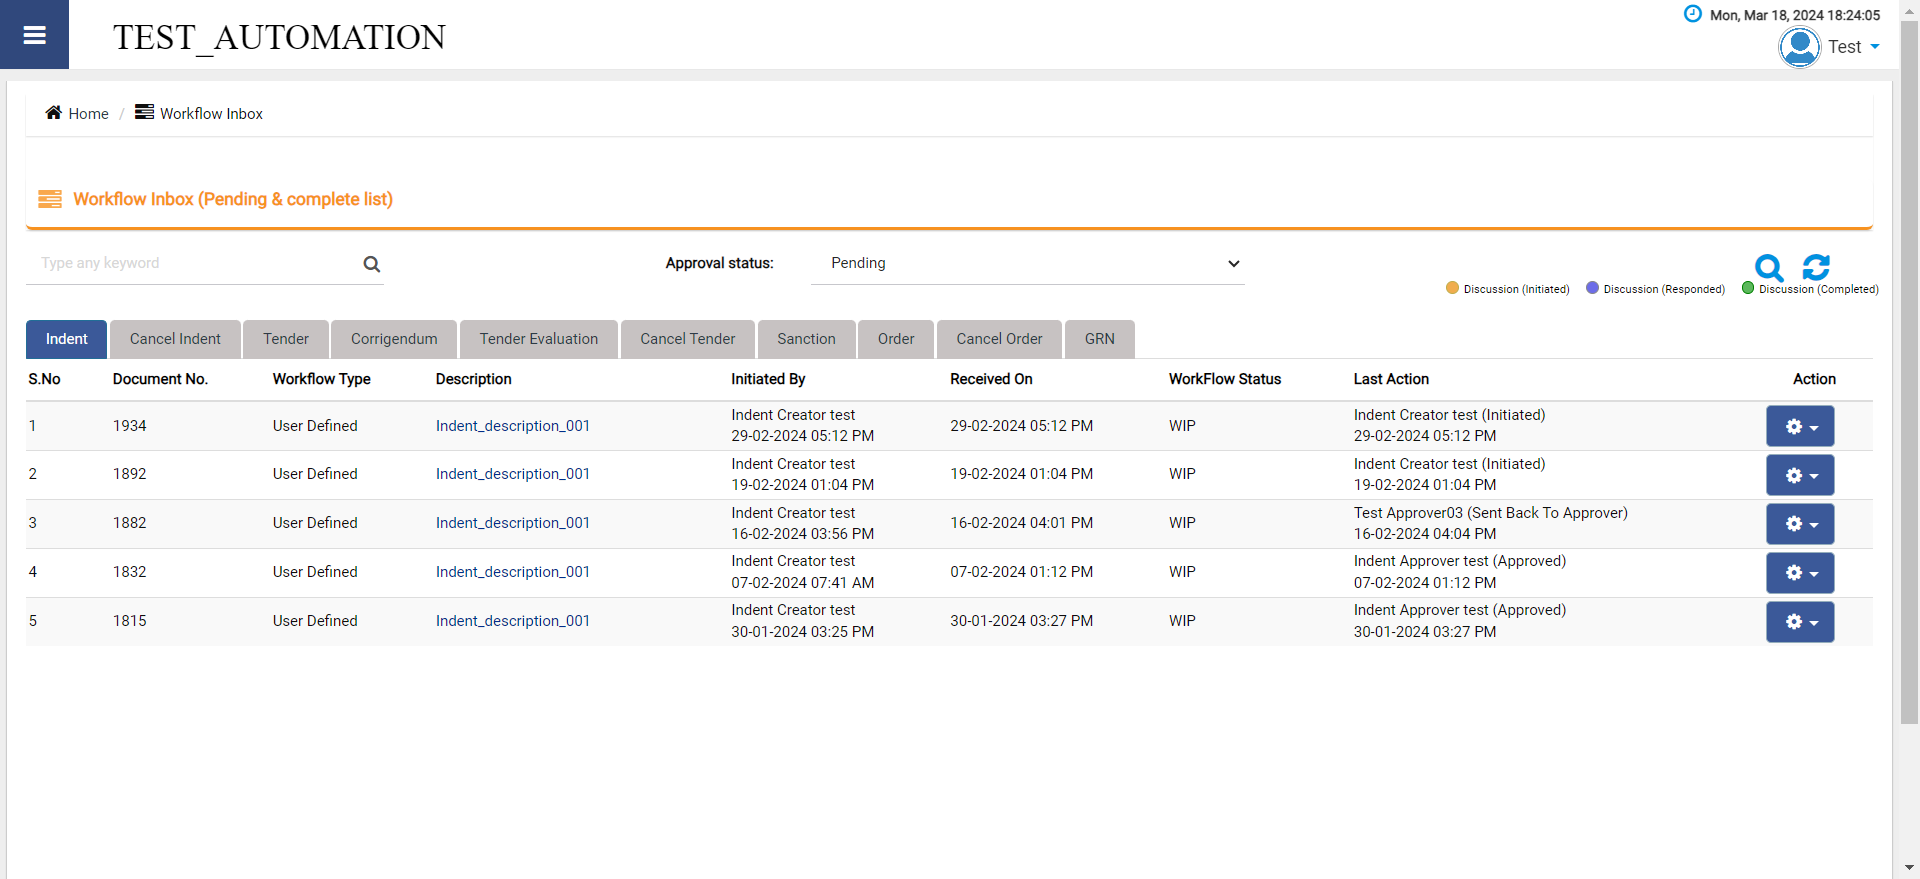 TEST_AUTOMATION
Mon, Mar 18, 2024 18:24:05
Test
Home / Workflow Inbox
Workflow Inbox (Pending & complete list)
Type any keyword
Approval status: Pending
Discussion (Initiated) Discussion (Responded) Discussion (Completed)
Indent Cancel Indent Tender Corrigendum Tender Evaluation Cancel Tender Sanction Order Cancel Order GRN
S.No Document No. Workflow Type Description Initiated By Received On WorkFlow Status Last Action Action
1 1934 User Defined Indent_description_001 Indent Creator test 29-02-2024 05:12 PM 29-02-2024 05:12 PM WIP Indent Creator test (Initiated) 29-02-2024 05:12 PM
2 1892 User Defined Indent_description_001 Indent Creator test 19-02-2024 01:04 PM 19-02-2024 01:04 PM WIP Indent Creator test (Initiated) 19-02-2024 01:04 PM
3 1882 User Defined Indent_description_001 Indent Creator test 16-02-2024 03:56 PM 16-02-2024 04:01 PM WIP Test Approver03 (Sent Back To Approver) 16-02-2024 04:04 PM
4 1832 User Defined Indent_description_001 Indent Creator test 07-02-2024 07:41 AM 07-02-2024 01:12 PM WIP Indent Approver test (Approved) 07-02-2024 01:12 PM
5 1815 User Defined Indent_description_001 Indent Creator test 30-01-2024 03:25 PM 30-01-2024 03:27 PM WIP Indent Approver test (Approved) 30-01-2024 03:27 PM